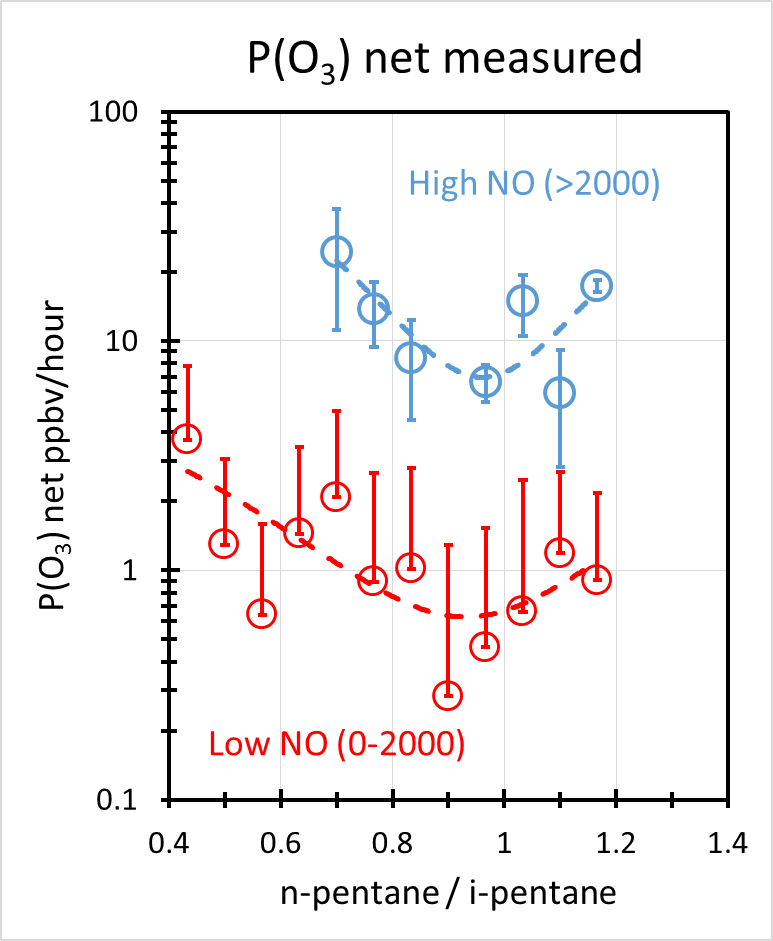 P(O₃) net measured
100
High NO (>2000)
10
P(O₃) net ppbv/hour
1
Low NO (0-2000)
0.1
0.4 0.6 0.8 1 1.2 1.4
n-pentane / i-pentane